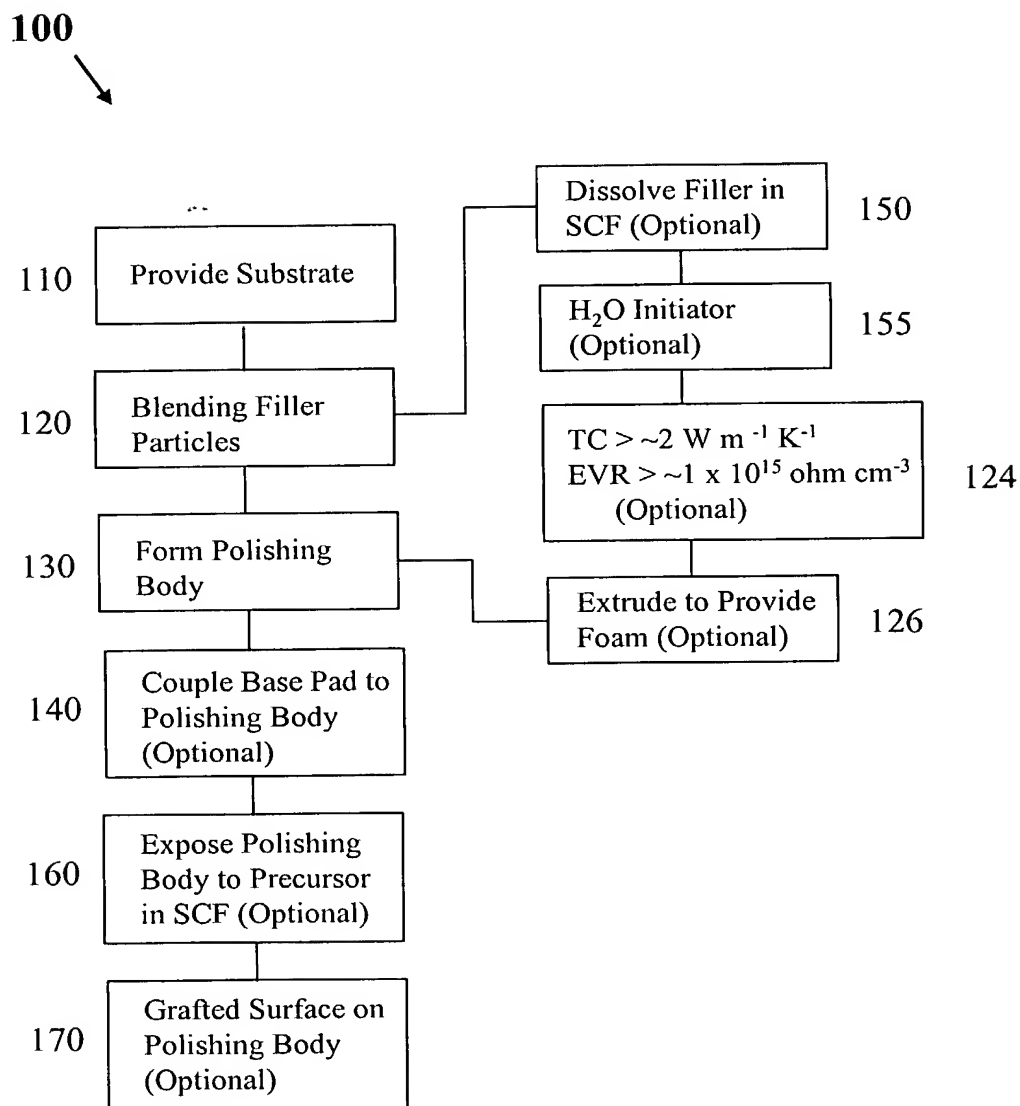 100
110
Provide Substrate
120
Blending Filler
Particles
130
Form Polishing
Body
140
Couple Base Pad to
Polishing Body
(Optional)
160
Expose Polishing
Body to Precursor
in SCF (Optional)
170
Grafted Surface on
Polishing Body
(Optional)
Dissolve Filler in
SCF (Optional)
150
H₂O Initiator
(Optional)
155
TC > ~2 W m ⁻¹ K⁻¹
EVR > ~1 x 10¹⁵ ohm cm⁻³
(Optional)
124
Extrude to Provide
Foam (Optional)
126